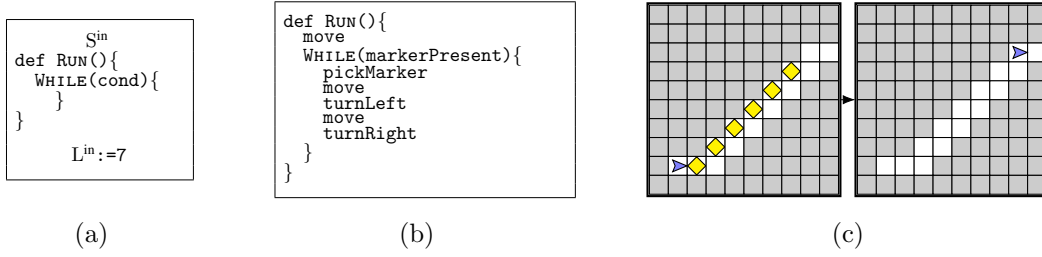 S^in
def RUN(){
WHILE(cond){
}
}
L^in:=7
(a)
def RUN(){
move
WHILE(markerPresent){
pickMarker
move
turnLeft
move
turnRight
}
}
(b)
(c)